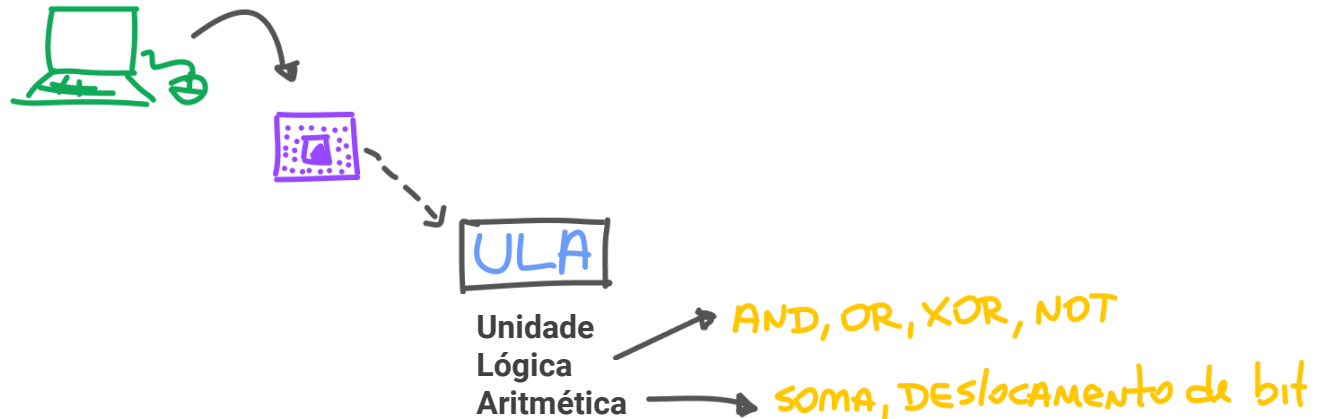 ULA
Unidade
Lógica
Aritmética
AND, OR, XOR, NOT
SOMA, DESlOCAMENTO de bit